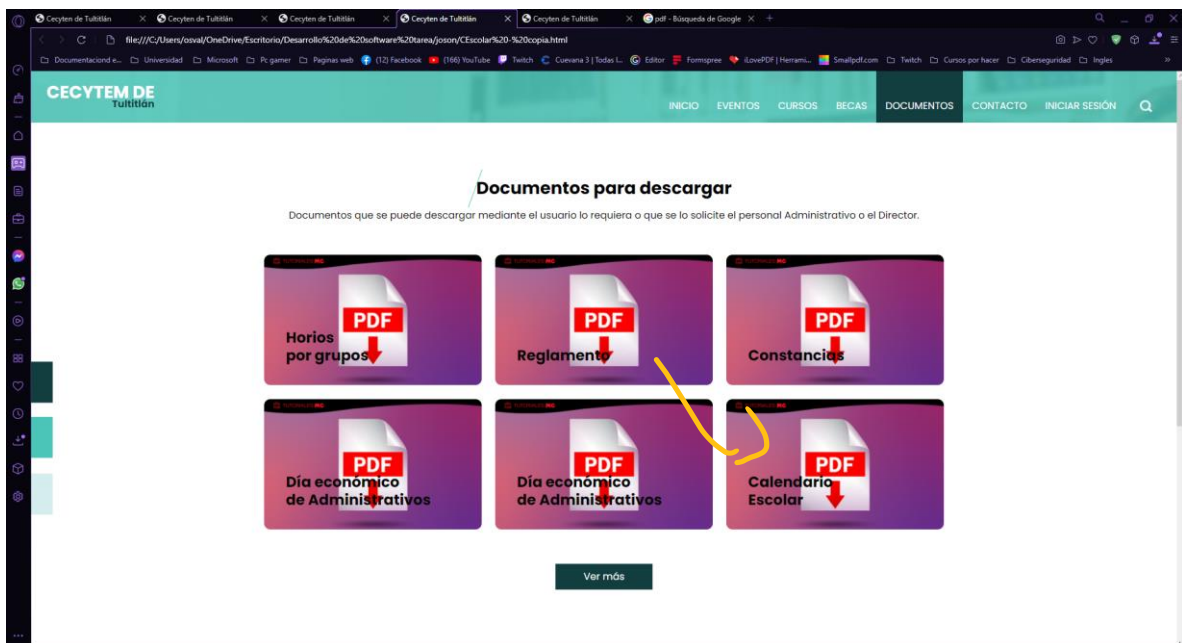 Cecyten de Tultitlán
Cecyten de Tultitlán
Cecyten de Tultitlán
Cecyten de Tultitlán
Cecyten de Tultitlán
pdf - Búsqueda de Google
file:///C:/Users/osval/OneDrive/Escritorio/Desarrollo%20de%20software%20tarea/joson/CEscolar%20-%20copia.html
Documentaciond e... Universidad Microsoft Pc gamer Paginas web (12) Facebook (166) YouTube Twitch Cuevana 3 | Todas L... Editor Formspree iLovePDF | Herrami... Smallpdf.com Twitch Cursos por hacer Ciberseguridad Ingles
CECYTEM DE
Tultitlán
INICIO EVENTOS CURSOS BECAS DOCUMENTOS CONTACTO INICIAR SESIÓN
Documentos para descargar
Documentos que se puede descargar mediante el usuario lo requiera o que se lo solicite el personal Administrativo o el Director.
PDF
Horios
por grupos
PDF
Reglamento
PDF
Constancias
PDF
Día económico
de Administrativos
PDF
Día económico
de Administrativos
PDF
Calendario
Escolar
Ver más